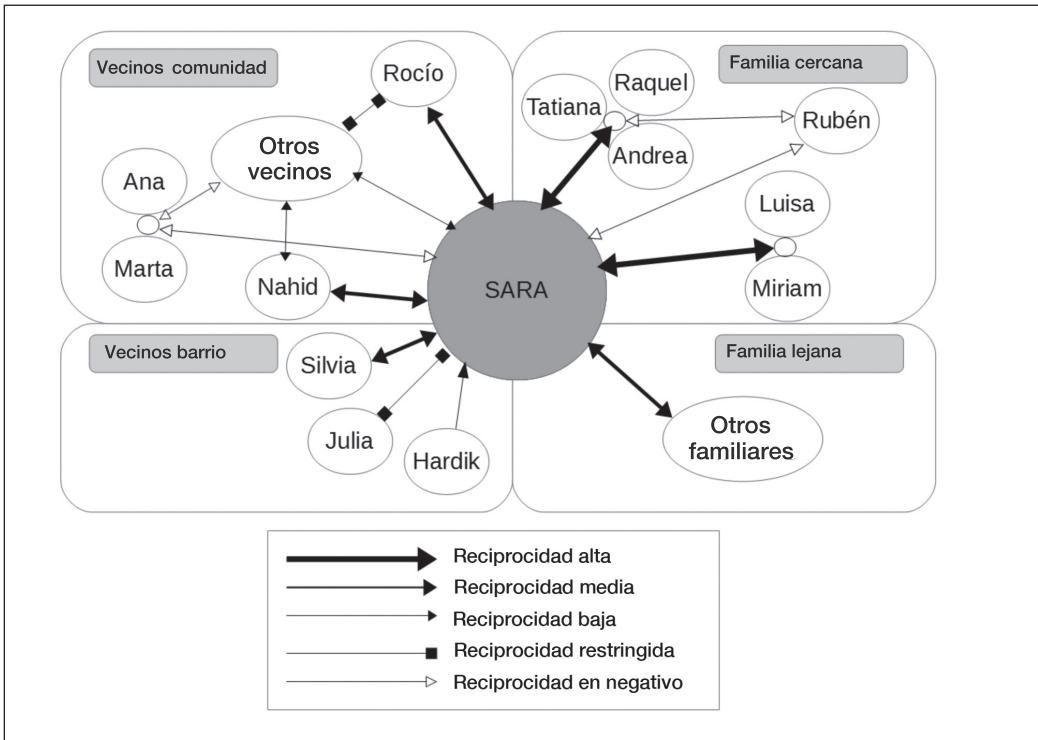 Vecinos comunidad
Rocío
Otros
vecinos
Ana
Marta
Nahid
Familia cercana
Raquel
Tatiana
Andrea
Rubén
Luisa
Miriam
SARA
Vecinos barrio
Silvia
Julia
Hardik
Familia lejana
Otros
familiares
Reciprocidad alta
Reciprocidad media
Reciprocidad baja
Reciprocidad restringida
Reciprocidad en negativo